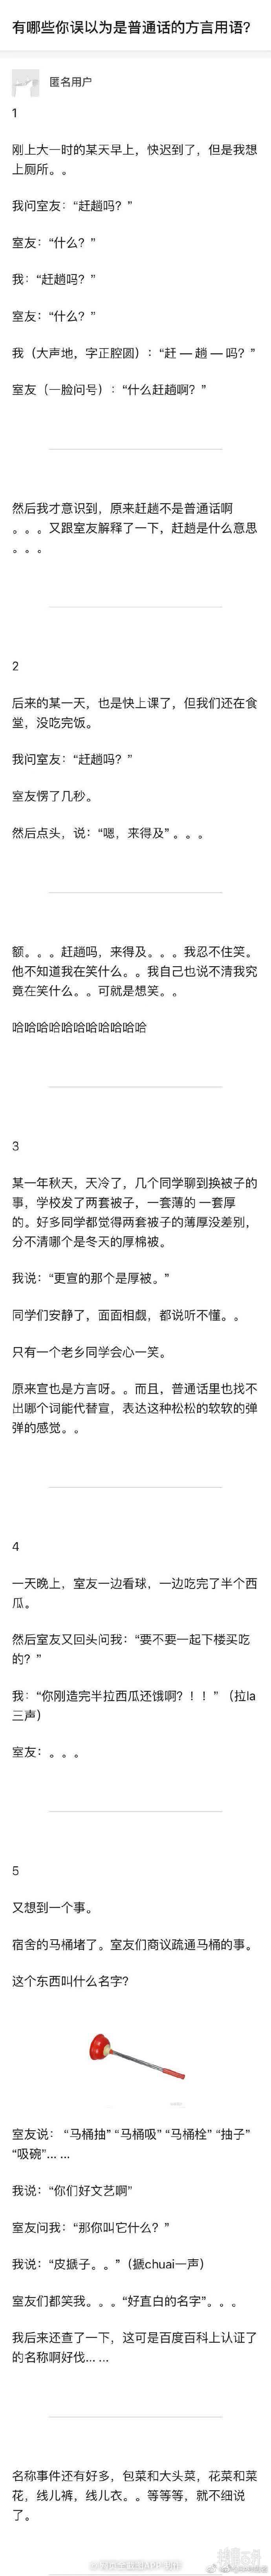 有哪些你误以为是普通话的方言用语？
匿名用户
1
刚上大一时的某天早上，快迟到了，但是我想
上厕所。。
我问室友：“赶趟吗？”
室友：“什么？”
我：“赶趟吗？”
室友：“什么？”
我（大声地，字正腔圆）：“赶 — 趟 — 吗？”
室友（一脸问号）：“什么赶趟啊？”
然后我才意识到，原来赶趟不是普通话啊
。。。又跟室友解释了一下，赶趟是什么意思
。。。
2
后来的某一天，也是快上课了，但我们还在食
堂，没吃完饭。
我问室友：“赶趟吗？”
室友愣了几秒。
然后点头，说：“嗯，来得及”。。。
额。。。赶趟吗，来得及。。。我忍不住笑。
他不知道我在笑什么。。我自己也说不清我究
竟在笑什么。。可就是想笑。。
哈哈哈哈哈哈哈哈哈哈哈
3
某一年秋天，天冷了，几个同学聊到换被子的
事，学校发了两套被子，一套薄的 一套厚
的。好多同学都觉得两套被子的薄厚没差别，
分不清哪个是冬天的厚棉被。
我说：“更宣的那个是厚被。”
同学们安静了，面面相觑，都说听不懂。。
只有一个老乡同学会心一笑。
原来宣也是方言呀。。而且，普通话里也找不
出哪个词能代替宣，表达这种松松的软软的弹
弹的感觉。。
4
一天晚上，室友一边看球，一边吃完了半个西
瓜。
然后室友又回头问我：“要不要一起下楼买吃
的？”
我：“你刚造完半拉西瓜还饿啊？！！”（拉la
三声）
室友：。。。
5
又想到一个事。
宿舍的马桶堵了。室友们商议疏通马桶的事。
这个东西叫什么名字？
室友说： “马桶抽” “马桶吸” “马桶栓” “抽子”
“吸碗”... ...
我说：“你们好文艺啊”
室友问我：“那你叫它什么？”
我说：“皮搋子。。”（搋chuai一声）
室友们都笑我。。。“好直白的名字”。。。
我后来还查了一下，这可是百度百科上认证了
的名称啊好伐... ...
名称事件还有好多，包菜和大头菜，花菜和菜
花，线儿裤，线儿衣。。等等等，就不细说
了。